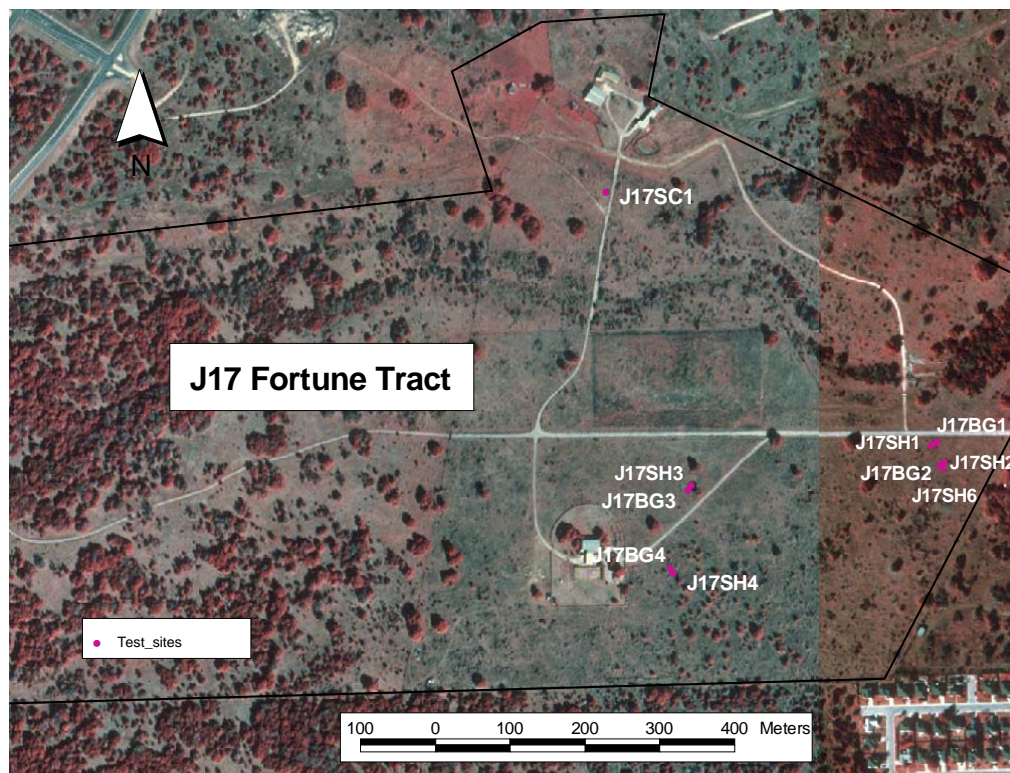 N
J17SC1
J17 Fortune Tract
J17BG1
J17SH1
J17SH2
J17BG2
J17SH6
J17SH3
J17BG3
J17BG4
J17SH4
Test_sites
100 0 100 200 300 400 Meters